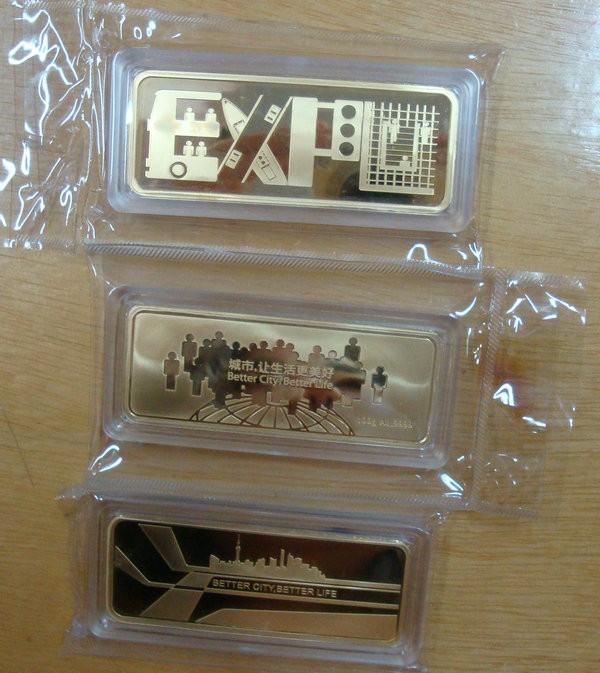 EXPO
城市,让生活更美好
Better City, Better Life
BETTER CITY, BETTER LIFE